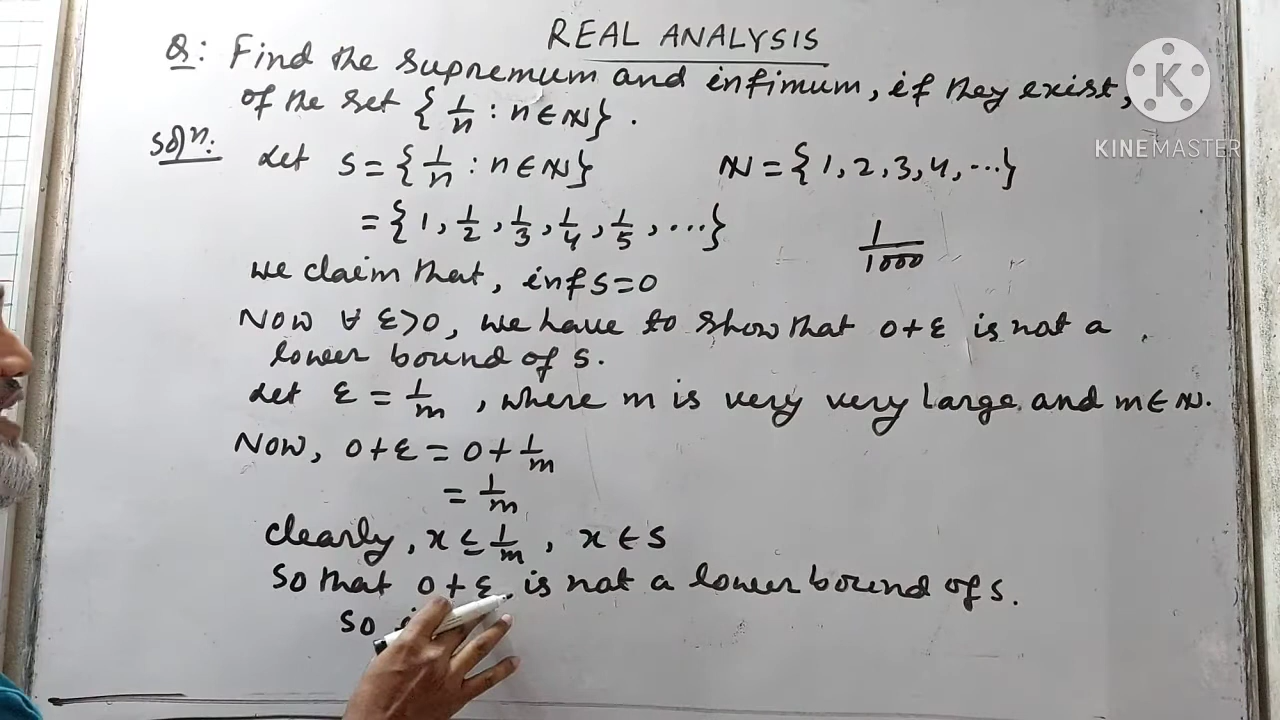 REAL ANALYSIS
Q: Find the supremum and infimum, if they exist,
of the set { 1/n : n ∈ ℕ } .
Solⁿ:
Let S = { 1/n : n ∈ ℕ }
ℕ = { 1, 2, 3, 4, ... }
= { 1, 1/2, 1/3, 1/4, 1/5, ... }
1/1000
we claim that, inf S = 0
Now ∀ ε>0, we have to show that 0+ε is not a
lower bound of S.
Let ε = 1/m , where m is very very large and m ∈ ℕ.
Now, 0+ε = 0 + 1/m
= 1/m
clearly, x ≤ 1/m , x ∈ S
So that 0+ε is not a lower bound of S.
So
K
KINEMASTER